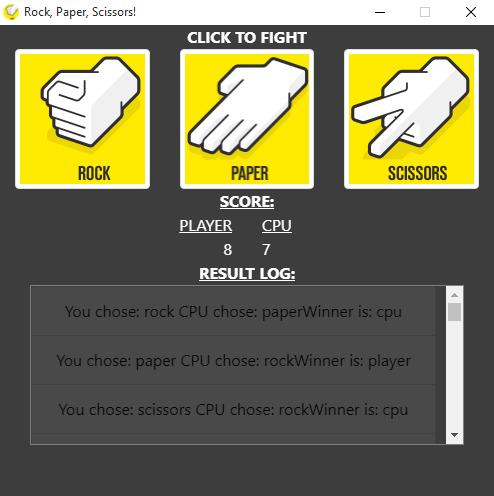 Rock, Paper, Scissors!
CLICK TO FIGHT
ROCK PAPER SCISSORS
SCORE:
PLAYER CPU
8 7
RESULT LOG:
You chose: rock CPU chose: paperWinner is: cpu
You chose: paper CPU chose: rockWinner is: player
You chose: scissors CPU chose: rockWinner is: cpu